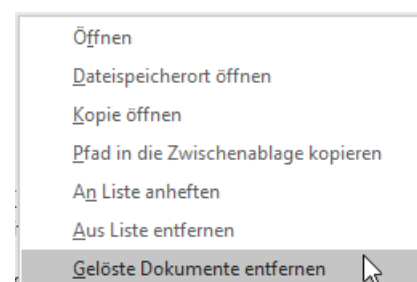 Öffnen
Dateispeicherort öffnen
Kopie öffnen
Pfad in die Zwischenablage kopieren
An Liste anheften
Aus Liste entfernen
Gelöste Dokumente entfernen